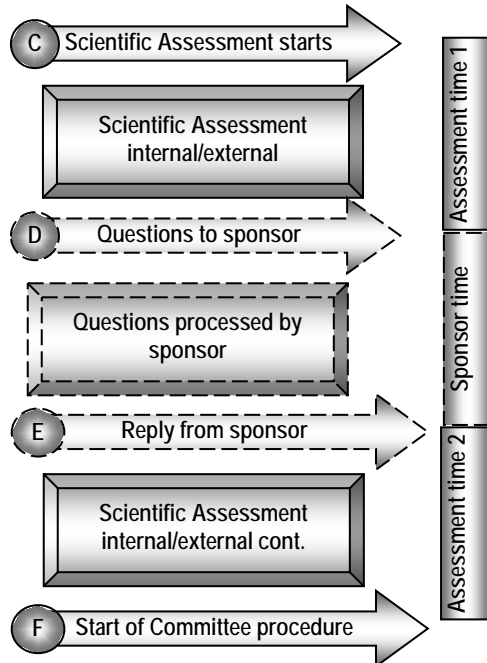 C Scientific Assessment starts
Scientific Assessment
internal/external
Assessment time 1
D Questions to sponsor
Questions processed by
sponsor
Sponsor time
E Reply from sponsor
Scientific Assessment
internal/external cont.
Assessment time 2
F Start of Committee procedure